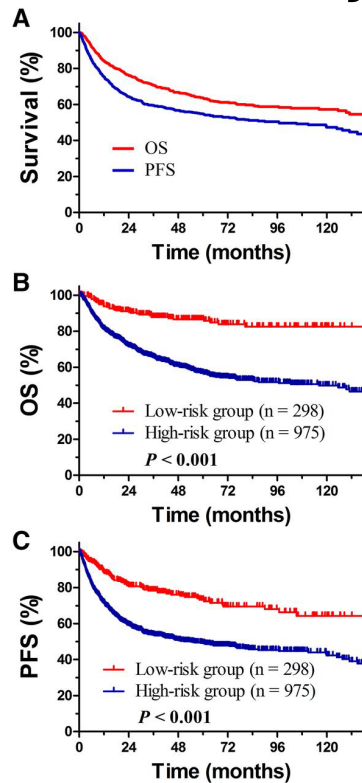 A
100
80
60
40
20
0
Survival (%)
OS
PFS
0 24 48 72 96 120
Time (months)
B
100
80
60
40
20
0
OS (%)
Low-risk group (n = 298)
High-risk group (n = 975)
P < 0.001
0 24 48 72 96 120
Time (months)
C
100
80
60
40
20
0
PFS (%)
Low-risk group (n = 298)
High-risk group (n = 975)
P < 0.001
0 24 48 72 96 120
Time (months)